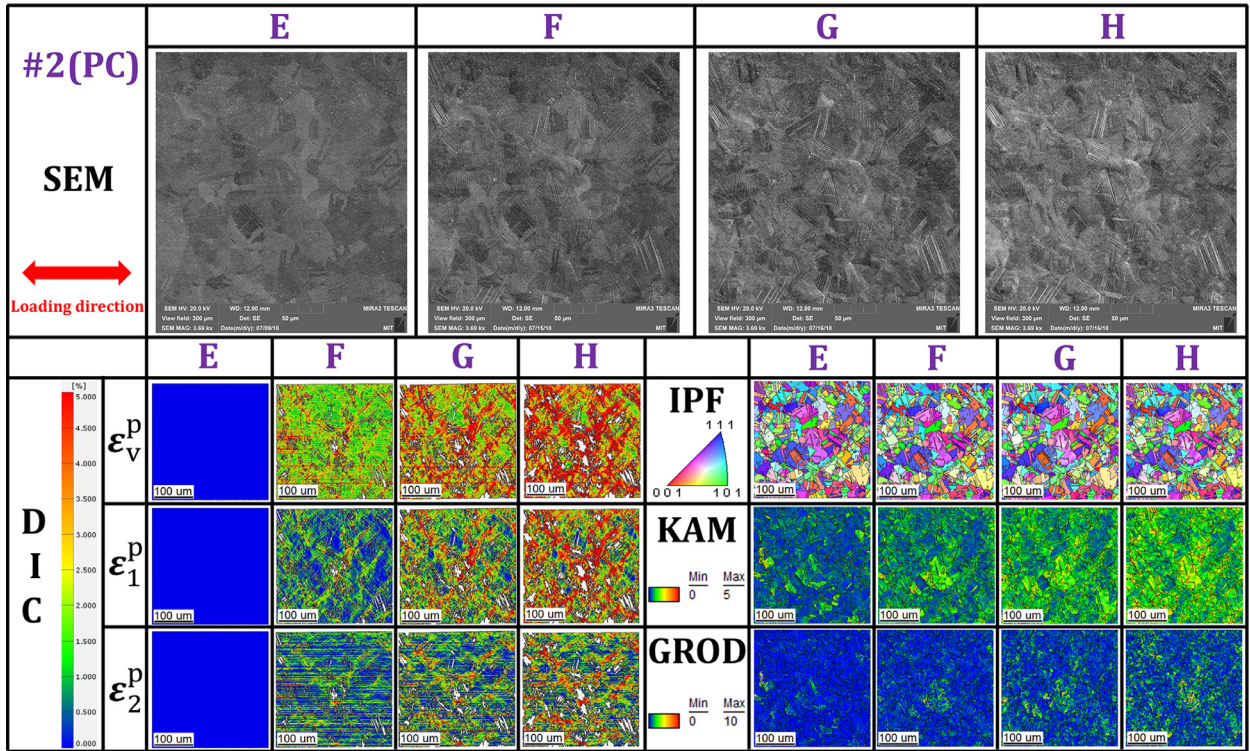 E F G H
#2(PC)
SEM
Loading direction
SEM HV: 20.0 kV WD: 12.00 mm MIRA3 TESCAN
View field: 300 µm Det: SE 50 µm
SEM MAG: 3.69 kx Date(m/d/y): 07/09/18 MIT
SEM HV: 20.0 kV WD: 12.00 mm MIRA3 TESCAN
View field: 300 µm Det: SE 50 µm
SEM MAG: 3.69 kx Date(m/d/y): 07/15/18 MIT
SEM HV: 20.0 kV WD: 12.00 mm MIRA3 TESCAN
View field: 300 µm Det: SE 50 µm
SEM MAG: 3.69 kx Date(m/d/y): 07/16/18 MIT
SEM HV: 20.0 kV WD: 12.00 mm MIRA3 TESCAN
View field: 300 µm Det: SE 50 µm
SEM MAG: 3.69 kx Date(m/d/y): 07/16/18 MIT
E F G H E F G H
DIC
[%]
5.000
4.500
4.000
3.500
3.000
2.500
2.000
1.500
1.000
0.500
0.000
ε_v^p
100 um 100 um 100 um 100 um
IPF
1 1 1
0 0 1 1 0 1
100 um 100 um 100 um 100 um
ε_1^p
100 um 100 um 100 um 100 um
KAM
Min Max
0 5
100 um 100 um 100 um 100 um
ε_2^p
100 um 100 um 100 um 100 um
GROD
Min Max
0 10
100 um 100 um 100 um 100 um